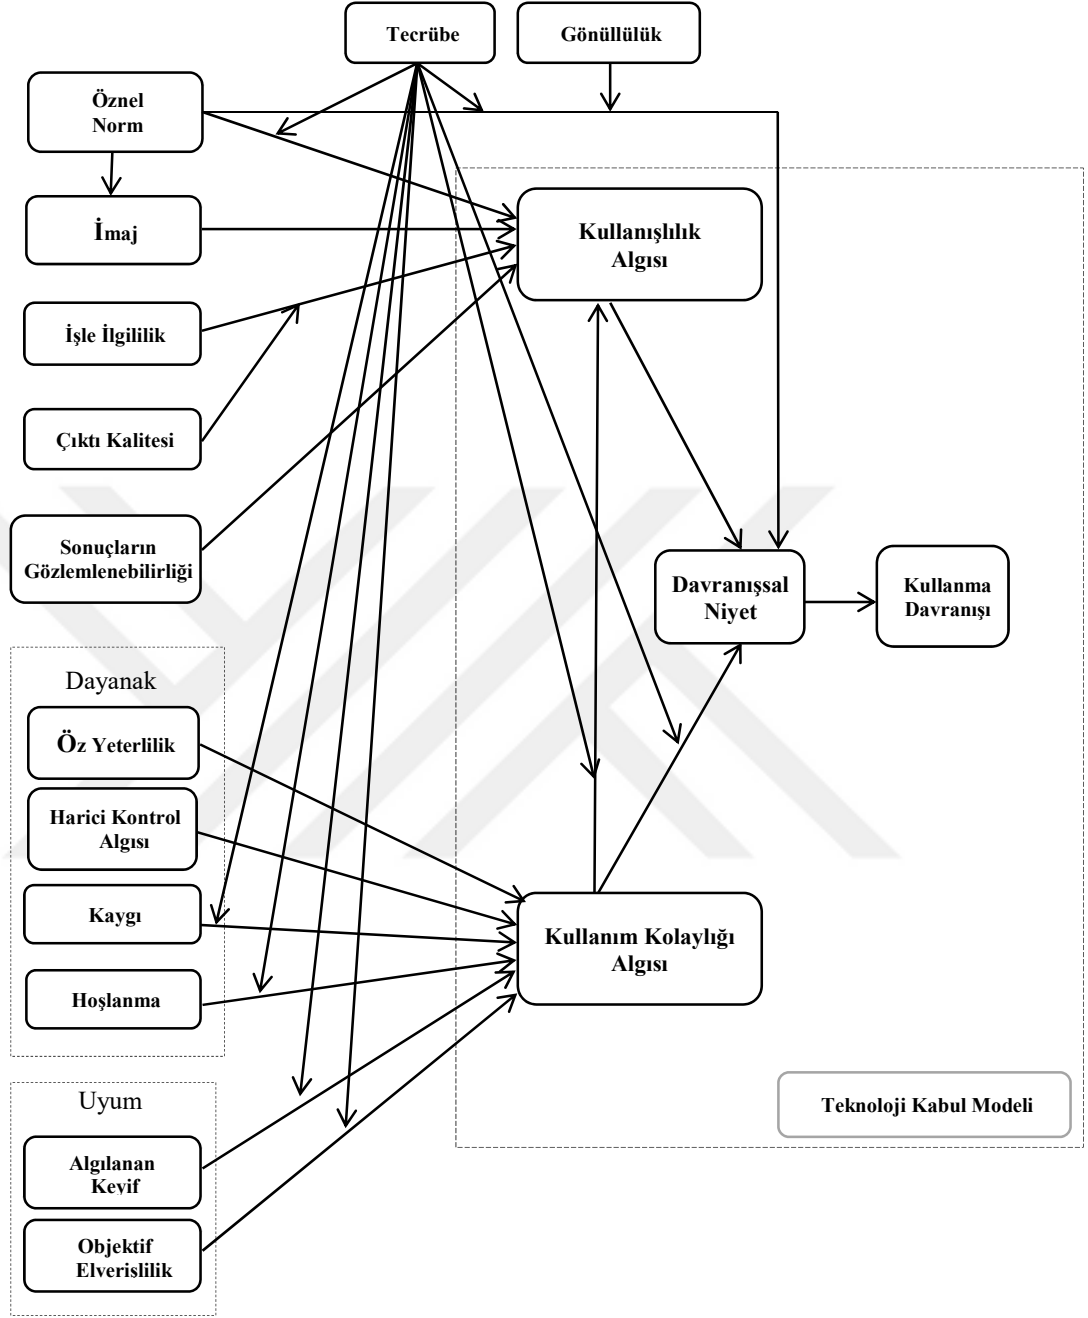 Tecrübe
Gönüllülük
Öznel
Norm
İmaj
Kullanışlılık
Algısı
İşle İlgililik
Çıktı Kalitesi
Sonuçların
Gözlemlenebilirliği
Davranışsal
Niyet
Kullanma
Davranışı
Dayanak
Öz Yeterlilik
Harici Kontrol
Algısı
Kaygı
Hoşlanma
Kullanım Kolaylığı
Algısı
Uyum
Algılanan
Keyif
Objektif
Elverişlilik
Teknoloji Kabul Modeli